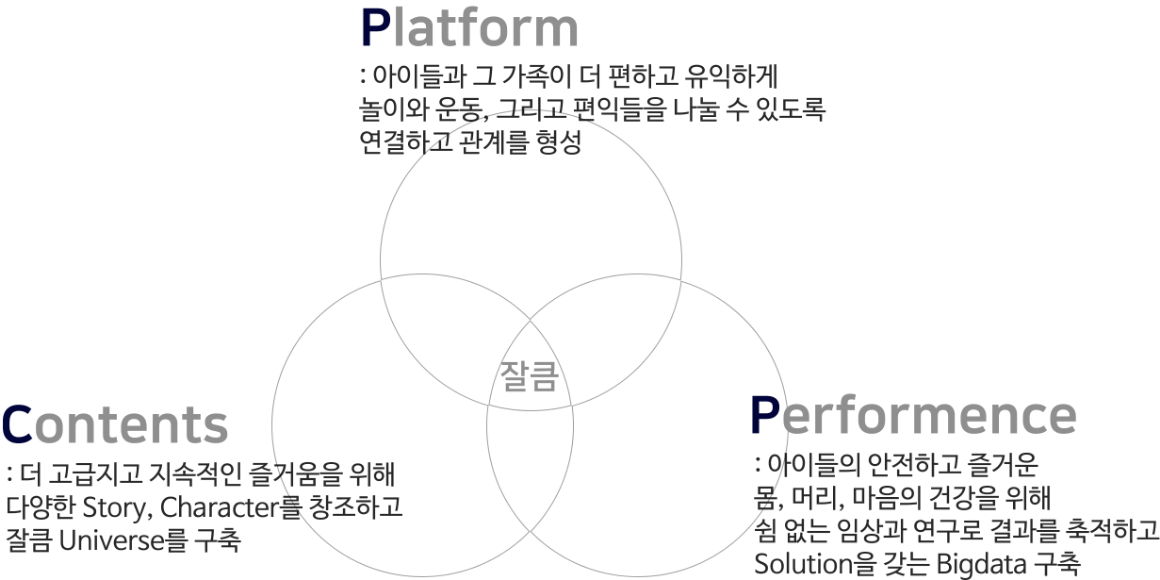 Platform
: 아이들과 그 가족이 더 편하고 유익하게
놀이와 운동, 그리고 편익들을 나눌 수 있도록
연결하고 관계를 형성
잘큼
Contents
: 더 고급지고 지속적인 즐거움을 위해
다양한 Story, Character를 창조하고
잘큼 Universe를 구축
Performence
: 아이들의 안전하고 즐거운
몸, 머리, 마음의 건강을 위해
쉼 없는 임상과 연구로 결과를 축적하고
Solution을 갖는 Bigdata 구축